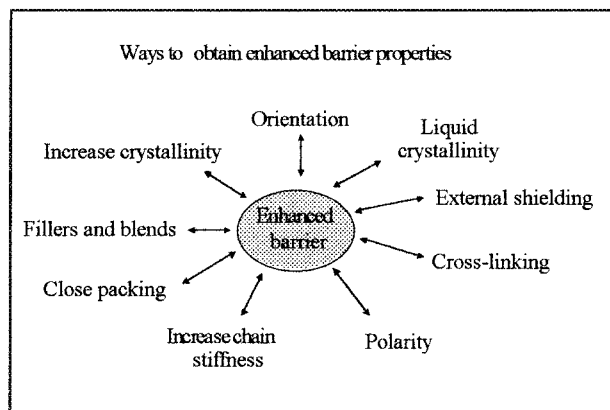 Ways to obtain enhanced barrier properties
Orientation
Liquid
crystallinity
Increase crystallinity
External shielding
Enhanced
barrier
Fillers and blends
Cross-linking
Close packing
Increase chain
stiffness
Polarity